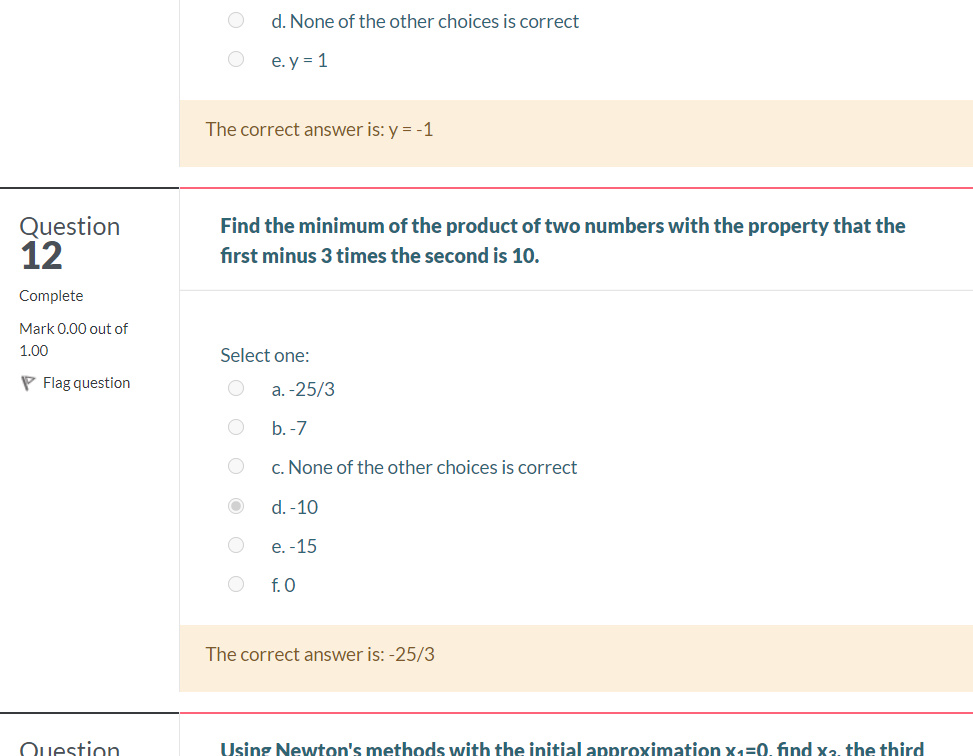 d. None of the other choices is correct
e. y = 1
The correct answer is: y = -1
Question
12
Complete
Mark 0.00 out of
1.00
Flag question
Find the minimum of the product of two numbers with the property that the
first minus 3 times the second is 10.
Select one:
a. -25/3
b. -7
c. None of the other choices is correct
d. -10
e. -15
f. 0
The correct answer is: -25/3
Question
Using Newton's methods with the initial approximation x₁=0, find x₃, the third